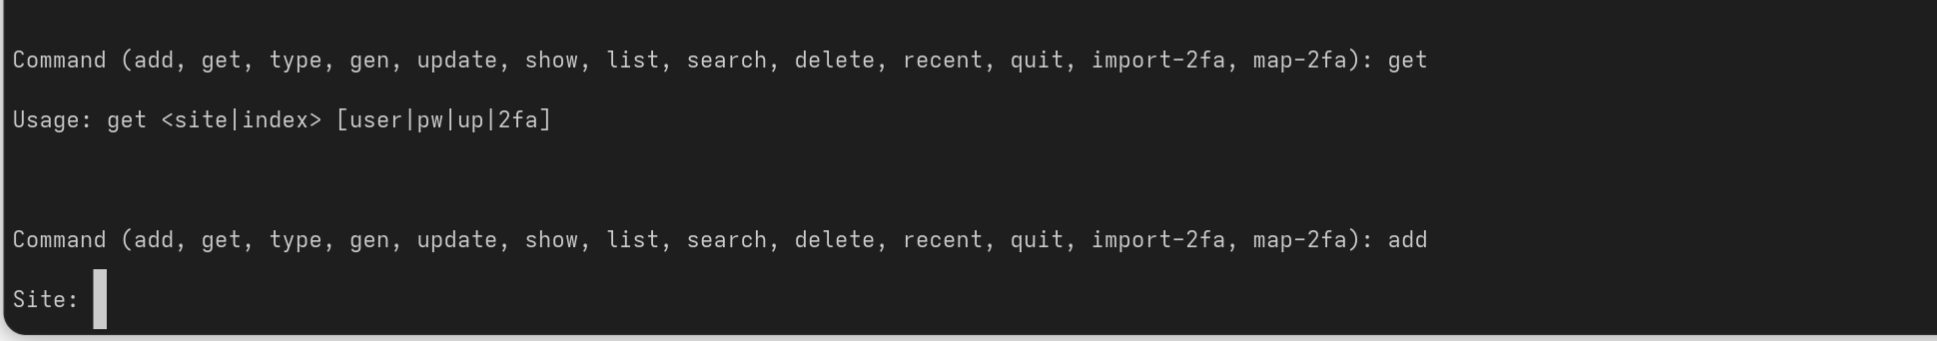 Command (add, get, type, gen, update, show, list, search, delete, recent, quit, import-2fa, map-2fa): get
Usage: get <site|index> [user|pw|up|2fa]
Command (add, get, type, gen, update, show, list, search, delete, recent, quit, import-2fa, map-2fa): add
Site: